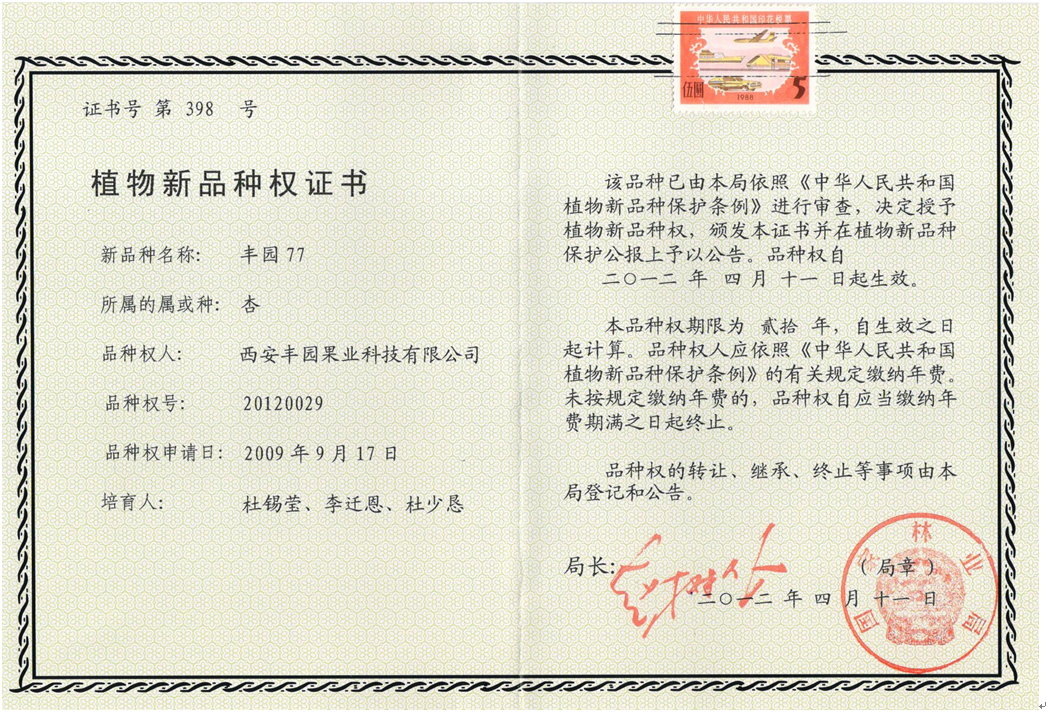 证书号 第 398 号
植物新品种权证书
新品种名称: 丰园 77
所属的属或种: 杏
品种权人: 西安丰园果业科技有限公司
品种权号: 20120029
品种权申请日: 2009 年 9 月 17 日
培育人: 杜锡莹、李迁恩、杜少恳
中华人民共和国印花税票
伍圆
1988
5
该品种已由本局依照《中华人民共和国
植物新品种保护条例》进行审查，决定授予
植物新品种权，颁发本证书并在植物新品种
保护公报上予以公告。品种权自
二〇一二 年 四 月 十一 日起生效。
本品种权期限为 贰拾 年，自生效之日
起计算。品种权人应依照《中华人民共和国
植物新品种保护条例》的有关规定缴纳年费。
未按规定缴纳年费的，品种权自应当缴纳年
费期满之日起终止。
品种权的转让、继承、终止等事项由本
局登记和公告。
局长:
(局章)
二〇一二 年 四 月 十一 日
国家林业局